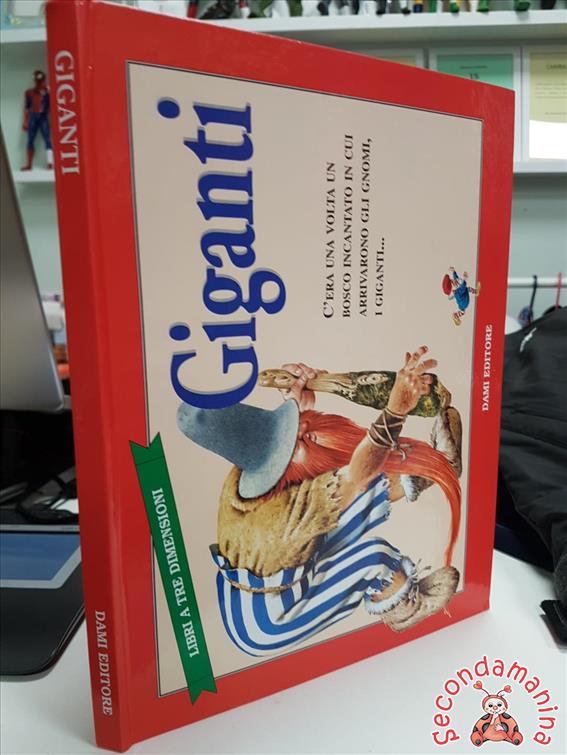 GIGANTI
DAMI EDITORE
LIBRI A TRE DIMENSIONI
Giganti
C'ERA UNA VOLTA UN
BOSCO INCANTATO IN CUI
ARRIVARONO GLI GNOMI,
I GIGANTI...
DAMI EDITORE
15
Secondamanina